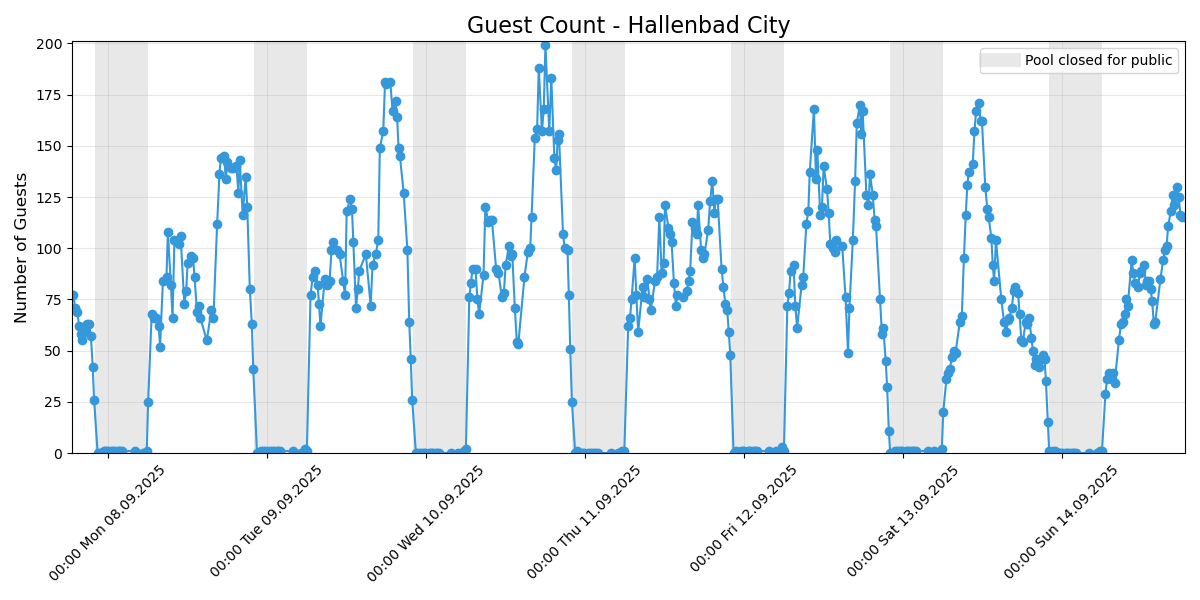 Guest Count - Hallenbad City
Pool closed for public
Number of Guests
200
175
150
125
100
75
50
25
0
00:00 Mon 08.09.2025
00:00 Tue 09.09.2025
00:00 Wed 10.09.2025
00:00 Thu 11.09.2025
00:00 Fri 12.09.2025
00:00 Sat 13.09.2025
00:00 Sun 14.09.2025